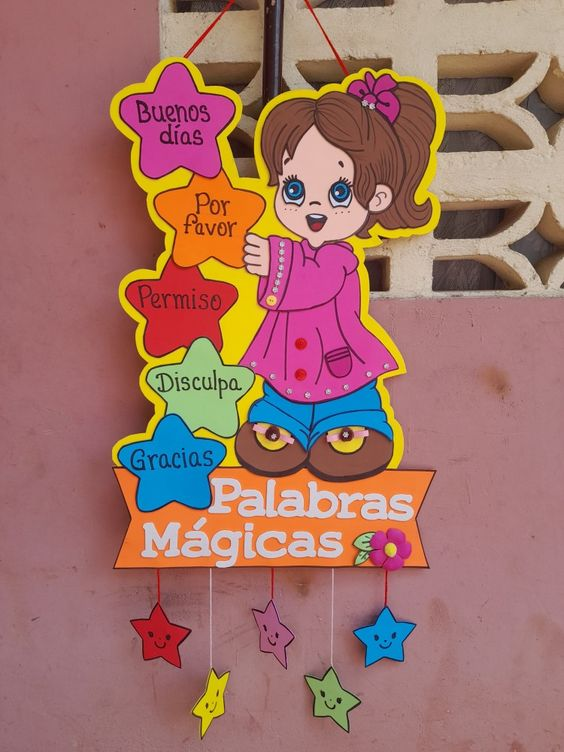 Buenos
días
Por
favor
Permiso
Disculpa
Gracias
Palabras
Mágicas